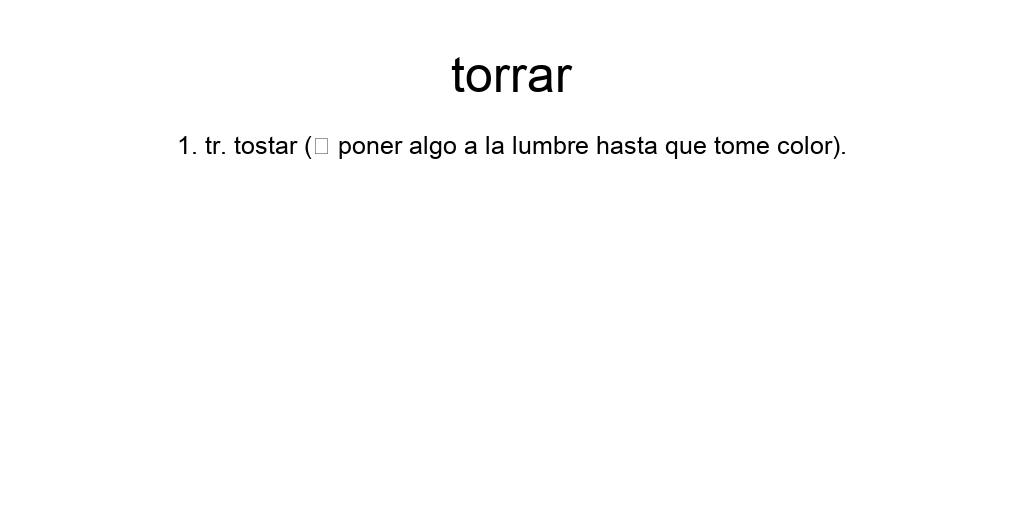 torrar
1. tr. tostar (□ poner algo a la lumbre hasta que tome color).